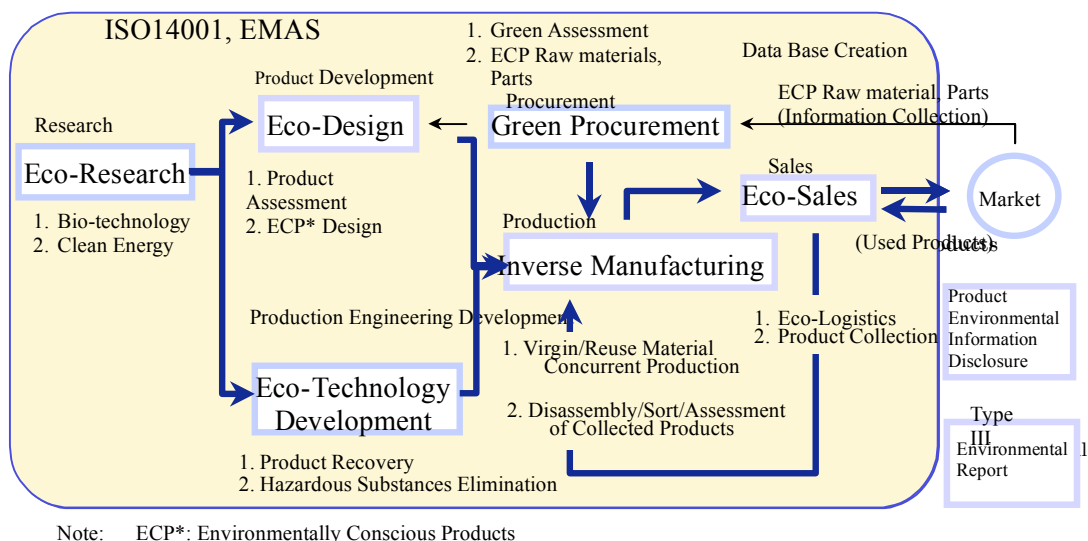 ISO14001, EMAS
1. Green Assessment
2. ECP Raw materials,
Parts
Data Base Creation
Product Development
Procurement
ECP Raw material, Parts
(Information Collection)
Research
Eco-Design
Green Procurement
Eco-Research
1. Product
Assessment
2. ECP* Design
Sales
Eco-Sales
Market
1. Bio-technology
2. Clean Energy
Production
(Used Products)
Inverse Manufacturing
Production Engineering Development
1. Eco-Logistics
2. Product Collection
Product
Environmental
Information
Disclosure
1. Virgin/Reuse Material
Concurrent Production
Eco-Technology
Development
2. Disassembly/Sort/Assessment
of Collected Products
Type
III
Environmental
Report
1. Product Recovery
2. Hazardous Substances Elimination
Note: ECP*: Environmentally Conscious Products